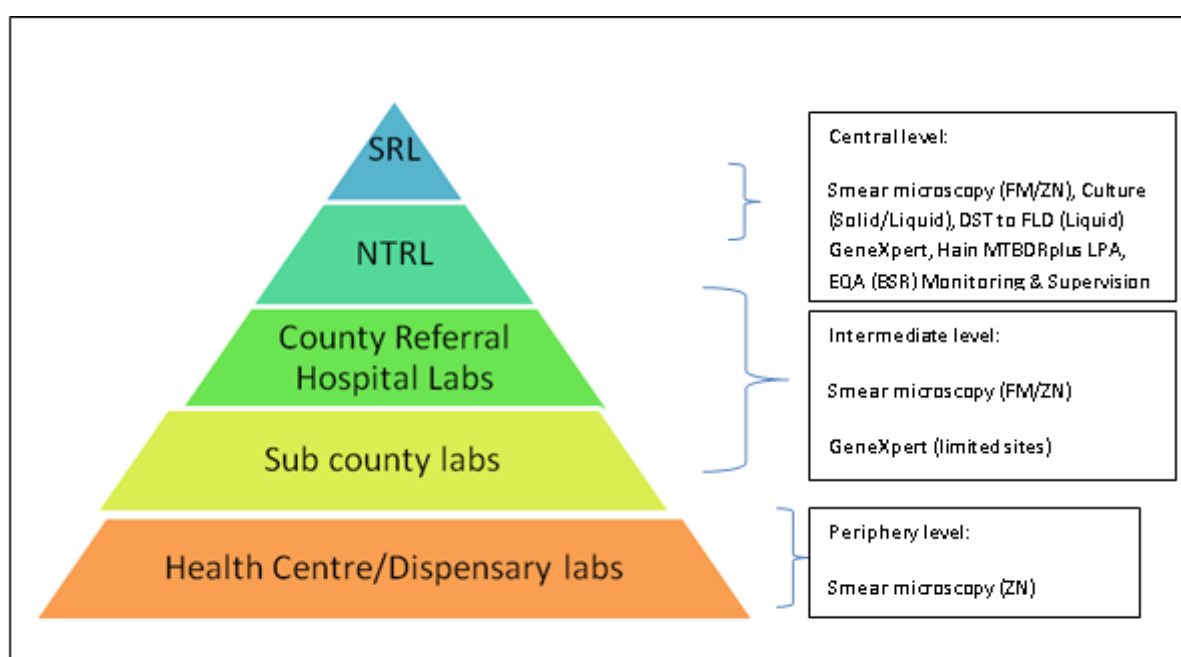 SRL
NTRL
County Referral
Hospital Labs
Sub county labs
Health Centre/Dispensary labs
Central level:
Smear microscopy (FM/ZN), Culture
(Solid/Liquid), DST to FLD (Liquid)
GeneXpert, Hain MTBDRplus LPA,
EQA (BSR) Monitoring & Supervision
Intermediate level:
Smear microscopy (FM/ZN)
GeneXpert (limited sites)
Periphery level:
Smear microscopy (ZN)